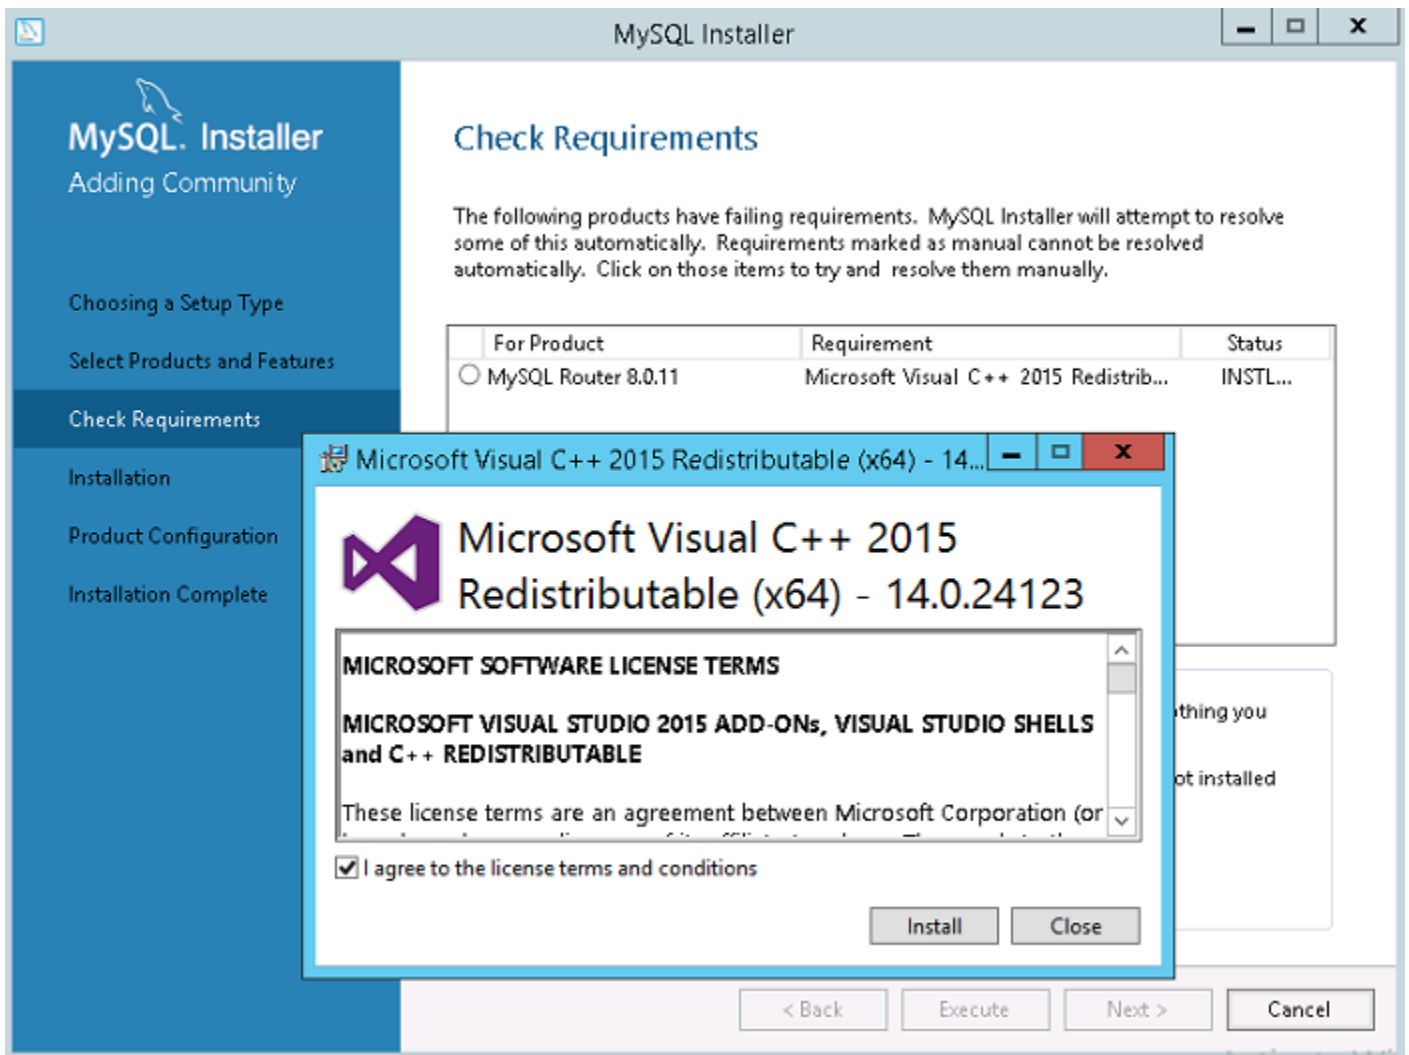 MySQL Installer
MySQL. Installer
Adding Community
Choosing a Setup Type
Select Products and Features
Check Requirements
Installation
Product Configuration
Installation Complete
Check Requirements
The following products have failing requirements. MySQL Installer will attempt to resolve
some of this automatically. Requirements marked as manual cannot be resolved
automatically. Click on those items to try and resolve them manually.
For Product Requirement Status
MySQL Router 8.0.11 Microsoft Visual C++ 2015 Redistrib... INSTL...
Microsoft Visual C++ 2015 Redistributable (x64) - 14...
Microsoft Visual C++ 2015
Redistributable (x64) - 14.0.24123
MICROSOFT SOFTWARE LICENSE TERMS
MICROSOFT VISUAL STUDIO 2015 ADD-ONs, VISUAL STUDIO SHELLS
and C++ REDISTRIBUTABLE
These license terms are an agreement between Microsoft Corporation (or
I agree to the license terms and conditions
Install Close
thing you
ot installed
< Back Execute Next > Cancel